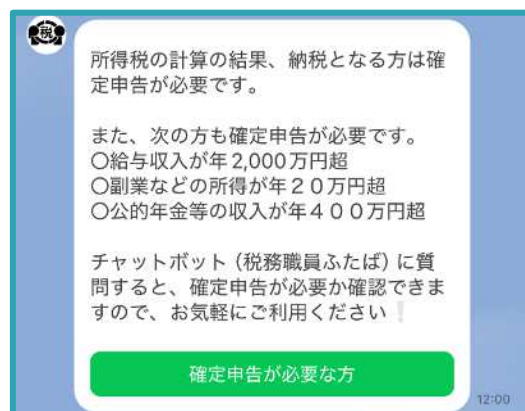 税
所得税の計算の結果、納税となる方は確
定申告が必要です。
また、次の方も確定申告が必要です。
○給与収入が年2,000万円超
○副業などの所得が年２０万円超
○公的年金等の収入が年４００万円超
チャットボット（税務職員ふたば）に質
問すると、確定申告が必要か確認できま
すので、お気軽にご利用ください❕
確定申告が必要な方
12:00